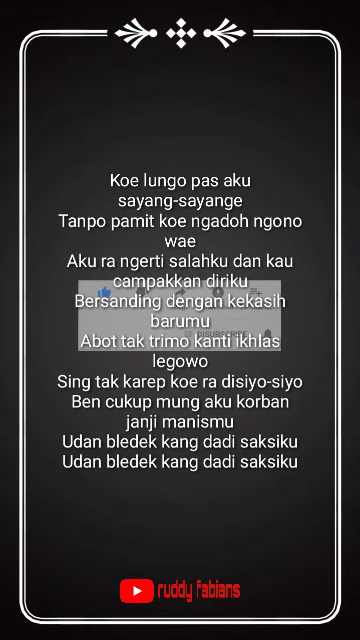 Koe lungo pas aku
sayang-sayange
Tanpo pamit koe ngadoh ngono
wae
Aku ra ngerti salahku dan kau
campakkan diriku
Bersanding dengan kekasih
barumu
SUBSCRIBE
Abot tak trimo kanti ikhlas
legowo
Sing tak karep koe ra disiyo-siyo
Ben cukup mung aku korban
janji manismu
Udan bledek kang dadi saksiku
Udan bledek kang dadi saksiku
ruddy fabians